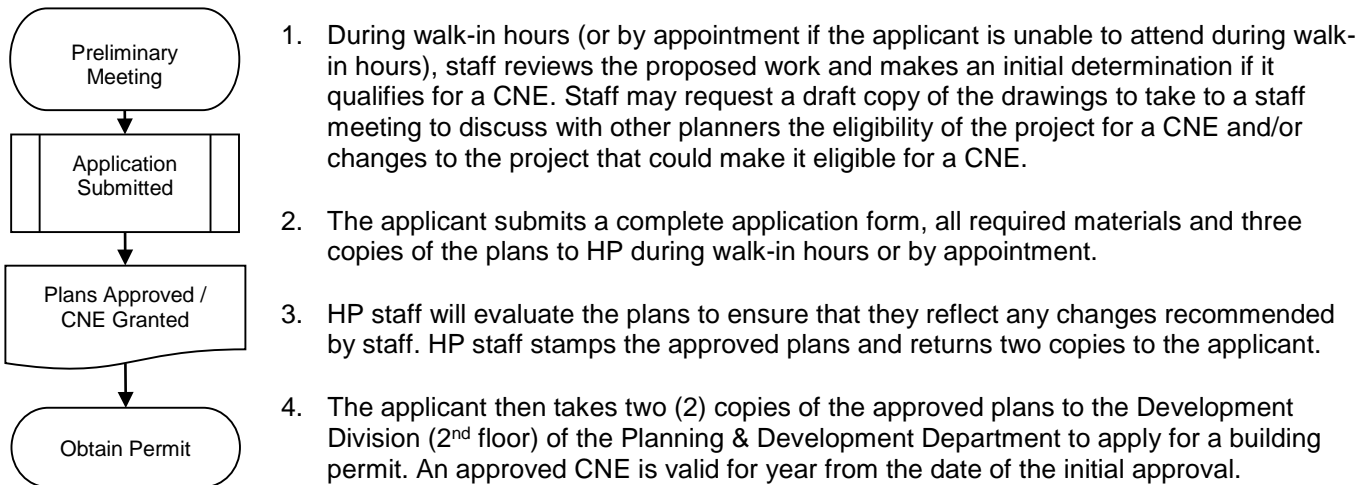 Preliminary
Meeting
Application
Submitted
Plans Approved /
CNE Granted
Obtain Permit
1. During walk-in hours (or by appointment if the applicant is unable to attend during walk-
in hours), staff reviews the proposed work and makes an initial determination if it
qualifies for a CNE. Staff may request a draft copy of the drawings to take to a staff
meeting to discuss with other planners the eligibility of the project for a CNE and/or
changes to the project that could make it eligible for a CNE.
2. The applicant submits a complete application form, all required materials and three
copies of the plans to HP during walk-in hours or by appointment.
3. HP staff will evaluate the plans to ensure that they reflect any changes recommended
by staff. HP staff stamps the approved plans and returns two copies to the applicant.
4. The applicant then takes two (2) copies of the approved plans to the Development
Division (2nd floor) of the Planning & Development Department to apply for a building
permit. An approved CNE is valid for year from the date of the initial approval.